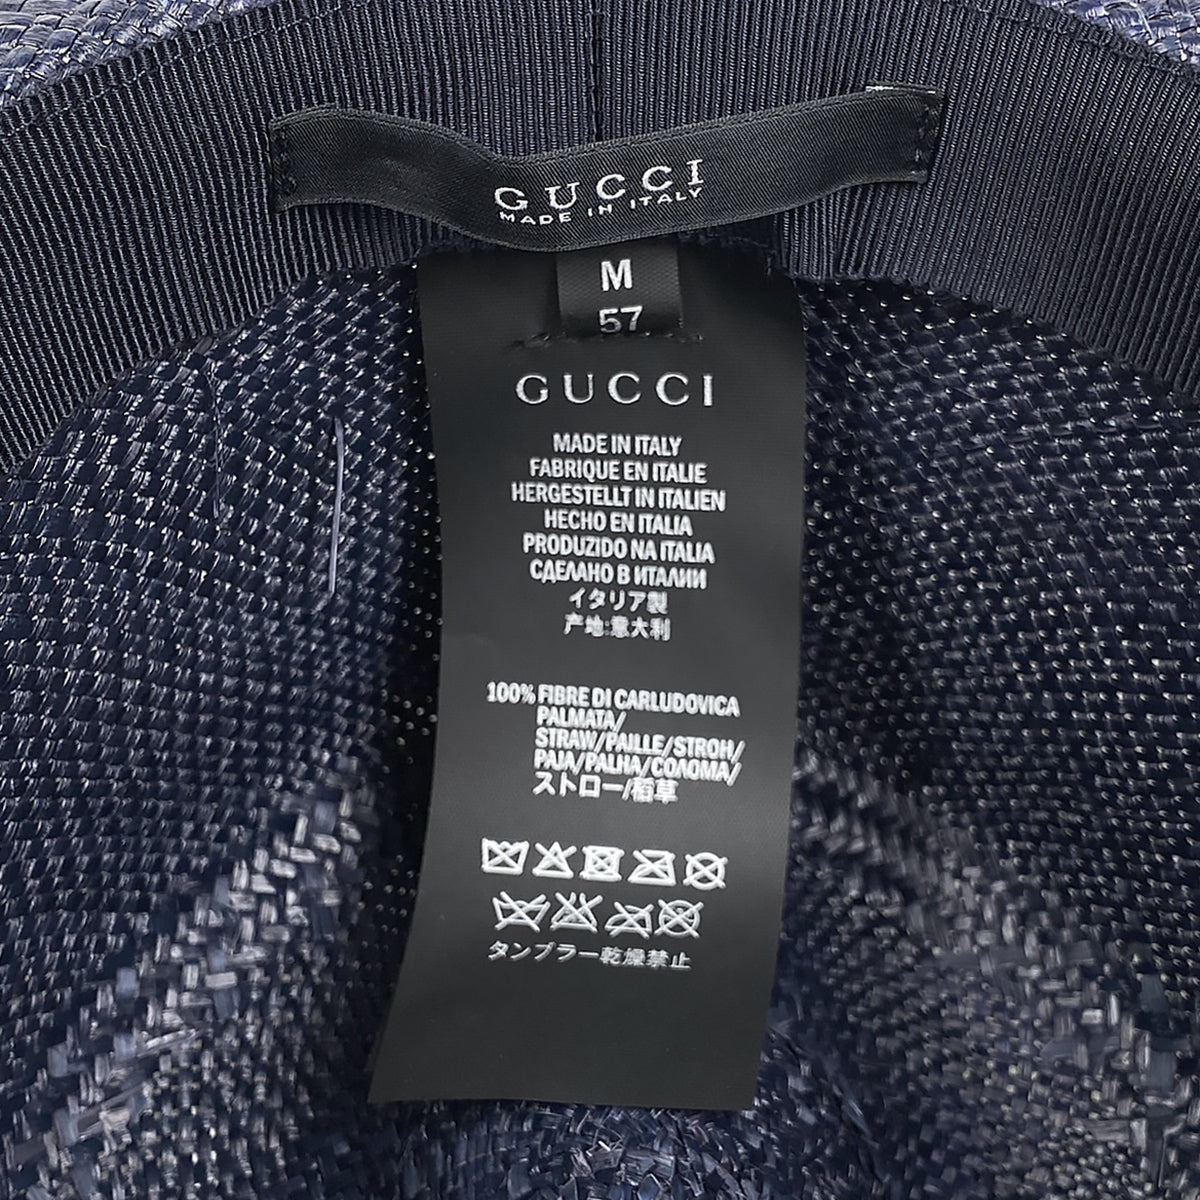 GUCCI
MADE IN ITALY
M
57
GUCCI
MADE IN ITALY
FABRIQUE EN ITALIE
HERGESTELLT IN ITALIEN
HECHO EN ITALIA
PRODUZIDO NA ITALIA
СДЕЛАНО В ИТАЛИИ
イタリア製
产地:意大利
100% FIBRE DI CARLUDOVICA
PALMATA/
STRAW/PAILLE/STROH/
PAJA/PALHA/СОЛОМА/
ストロー/稻草
タンブラー乾燥禁止